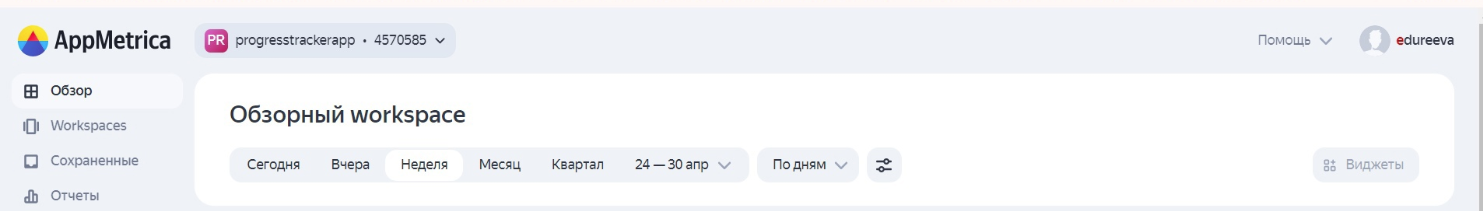 AppMetrica
PR progresstrackerapp • 4570585
Помощь
edureeva
Обзор
Workspaces
Сохраненные
Отчеты
Обзорный workspace
Сегодня Вчера Неделя Месяц Квартал 24 — 30 апр По дням
Виджеты